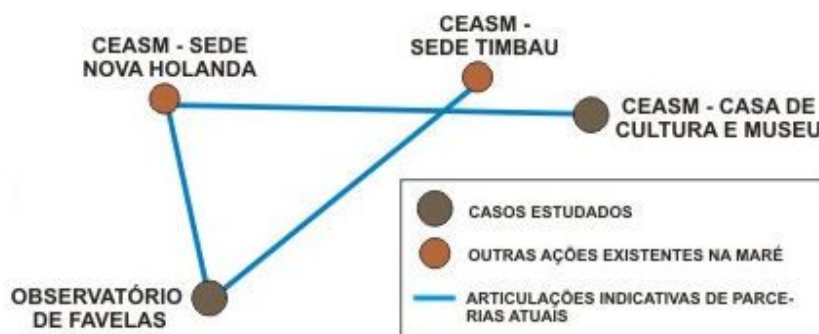 CEASM - SEDE
NOVA HOLANDA
CEASM -
SEDE TIMBAU
CEASM - CASA DE
CULTURA E MUSEU
CASOS ESTUDADOS
OUTRAS AÇÕES EXISTENTES NA MARÉ
ARTICULAÇÕES INDICATIVAS DE PARCE-
RIAS ATUAIS
OBSERVATÓRIO
DE FAVELAS